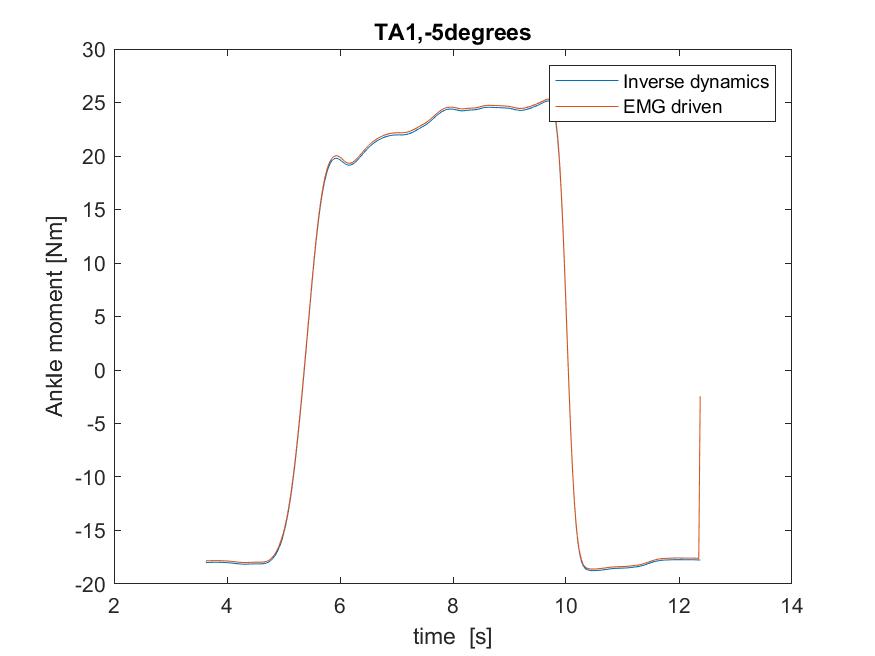 TA1,-5degrees
30
25
20
15
10
5
0
-5
-10
-15
-20
Ankle moment [Nm]
Inverse dynamics
EMG driven
2 4 6 8 10 12 14
time [s]